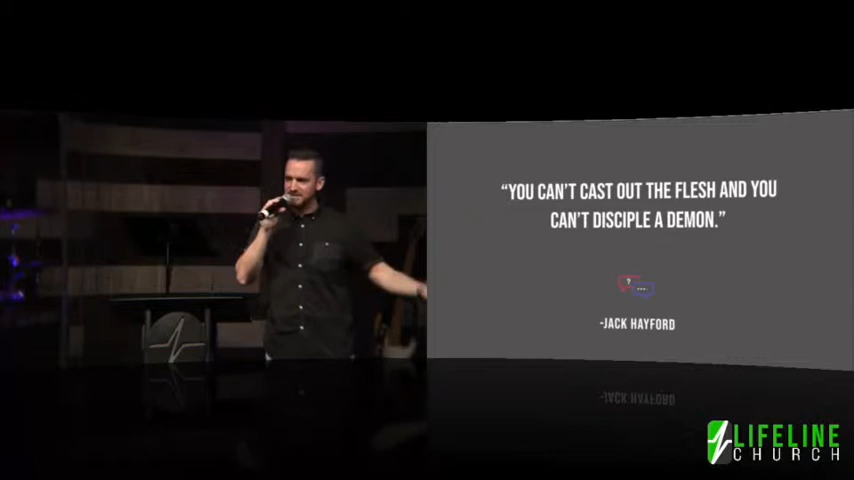 “YOU CAN’T CAST OUT THE FLESH AND YOU
CAN’T DISCIPLE A DEMON.”
?
...
-JACK HAYFORD
LIFELINE
CHURCH